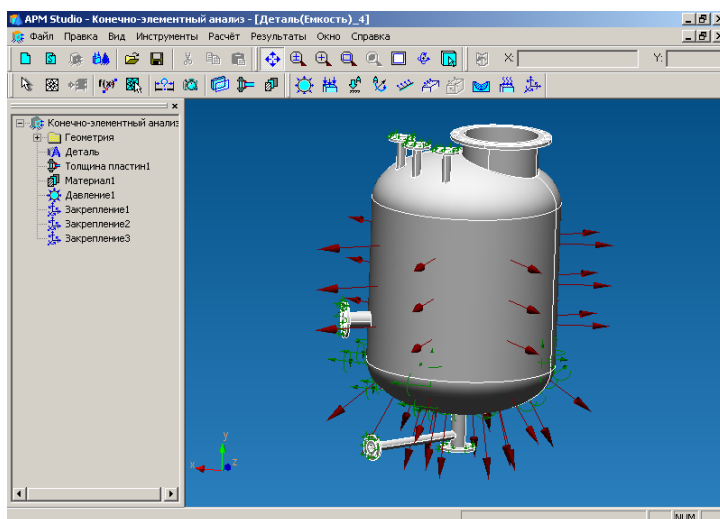 APM Studio - Конечно-элементный анализ - [Деталь(Емкость)_4]
Файл Правка Вид Инструменты Расчёт Результаты Окно Справка
X: Y:
f(x)
Конечно-элементный анализ
Геометрия
Деталь
Толщина пластин1
Материал1
Давление1
Закрепление1
Закрепление2
Закрепление3
y
x z
NUM